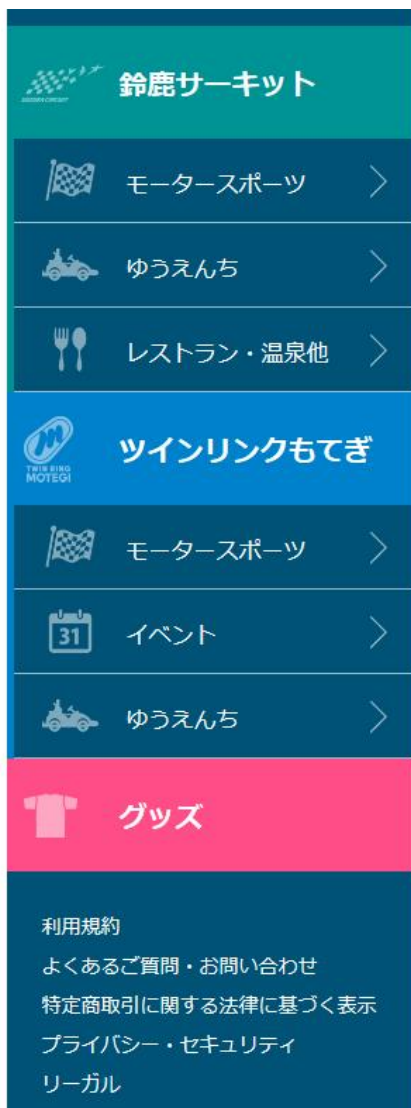 鈴鹿サーキット
モータースポーツ
ゆうえんち
レストラン・温泉他
TWIN RING
MOTEGI
ツインリンクもてぎ
モータースポーツ
31
イベント
ゆうえんち
グッズ
利用規約
よくあるご質問・お問い合わせ
特定商取引に関する法律に基づく表示
プライバシー・セキュリティ
リーガル